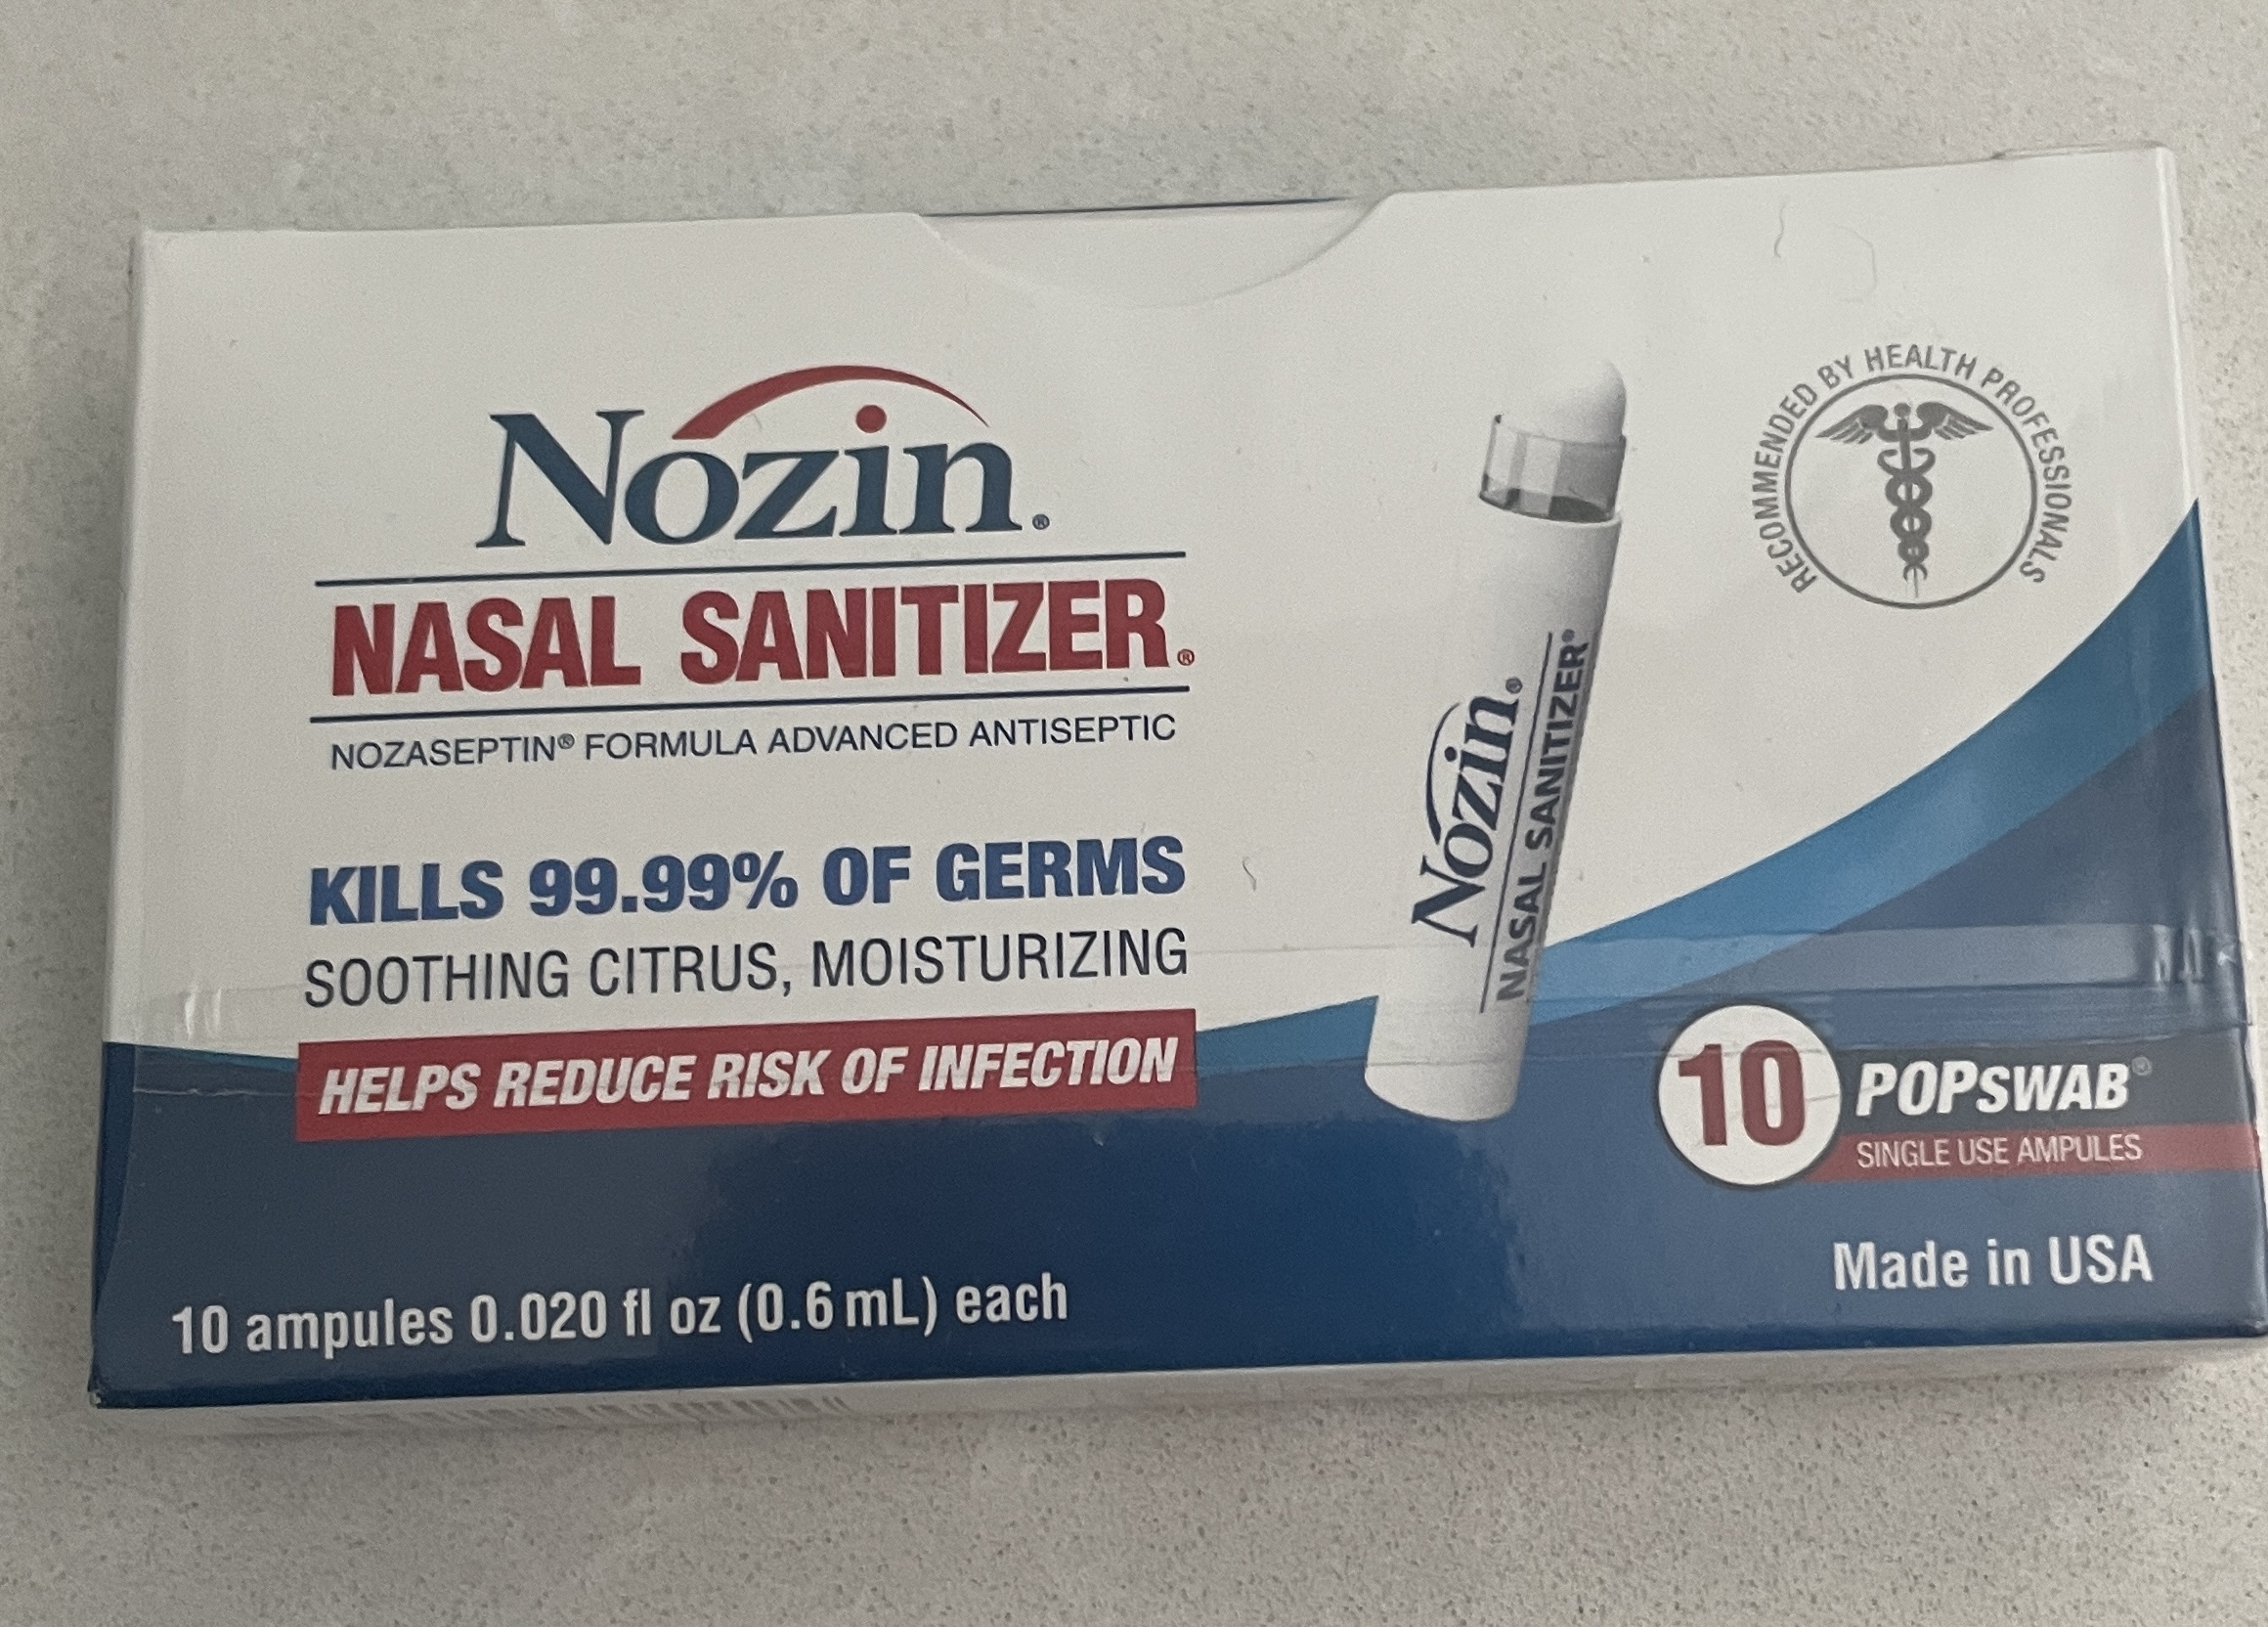 Nozin®
NASAL SANITIZER®
NOZASEPTIN® FORMULA ADVANCED ANTISEPTIC
KILLS 99.99% OF GERMS
SOOTHING CITRUS, MOISTURIZING
HELPS REDUCE RISK OF INFECTION
10 ampules 0.020 fl oz (0.6 mL) each
Nozin®
NASAL SANITIZER®
RECOMMENDED BY HEALTH PROFESSIONALS
10 POPSWAB®
SINGLE USE AMPULES
Made in USA